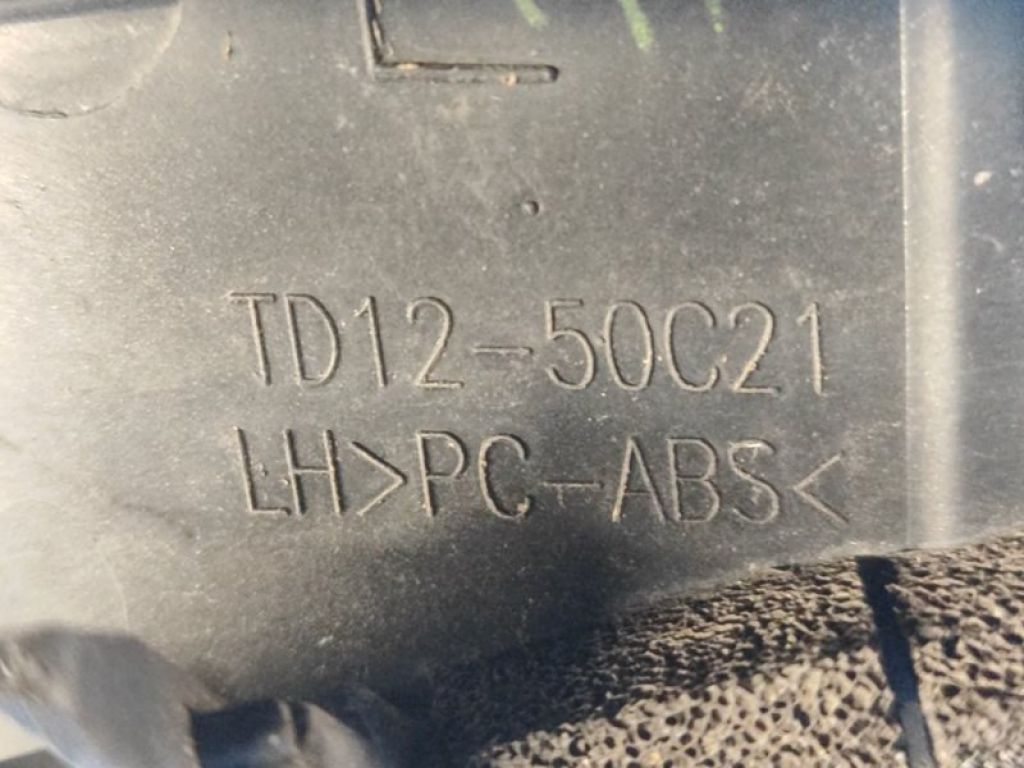 L
TD12-50C21
LH>PC-ABS<